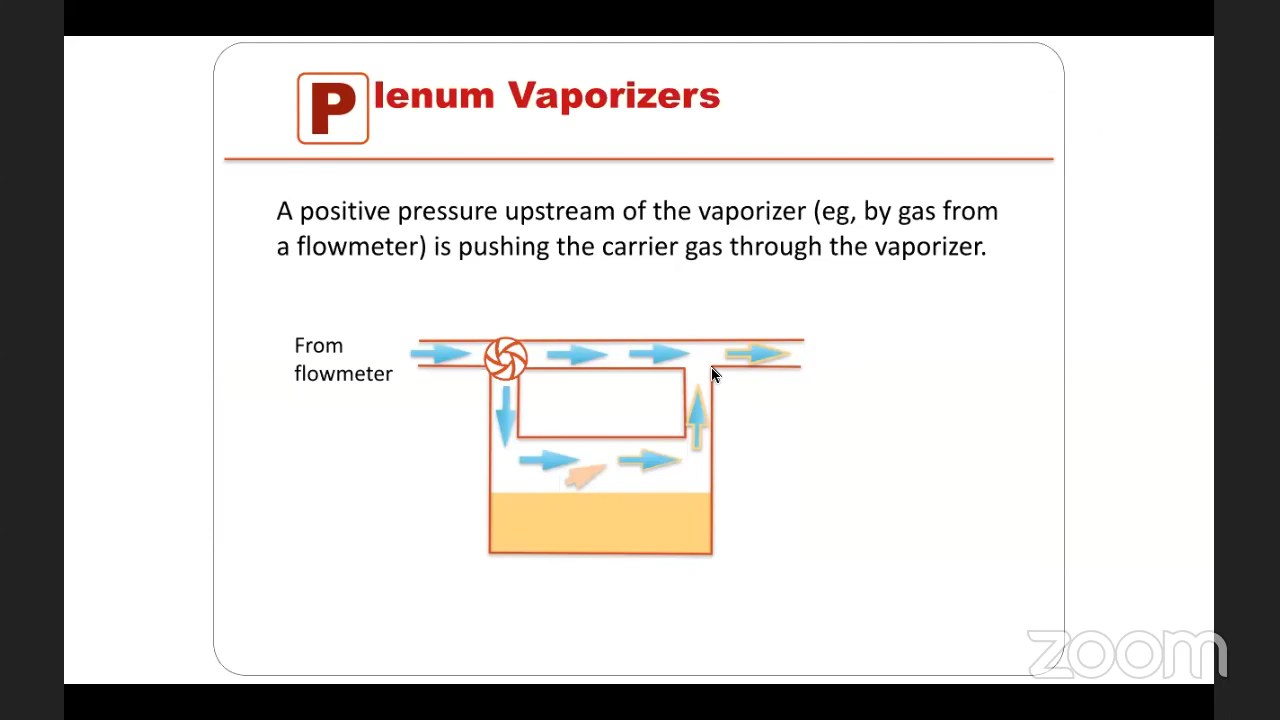 Plenum Vaporizers
A positive pressure upstream of the vaporizer (eg, by gas from
a flowmeter) is pushing the carrier gas through the vaporizer.
From
flowmeter
zoom